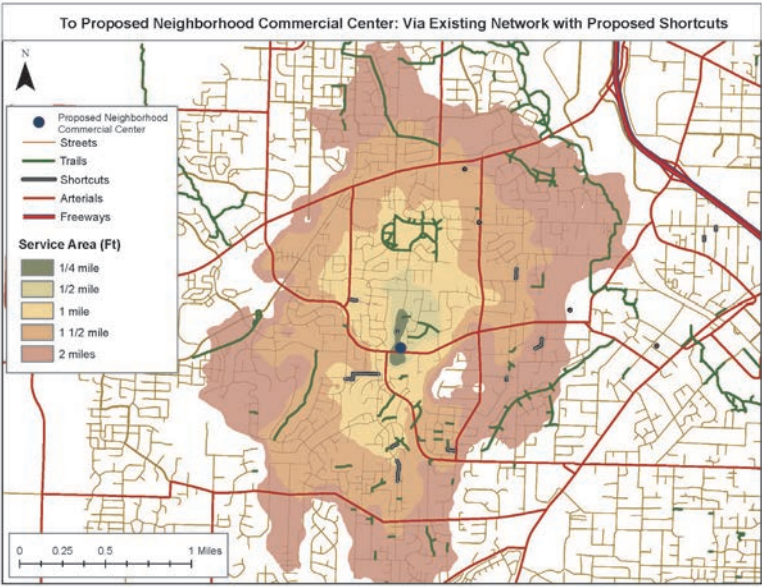 To Proposed Neighborhood Commercial Center: Via Existing Network with Proposed Shortcuts
N
Proposed Neighborhood
Commercial Center
Streets
Trails
Shortcuts
Arterials
Freeways
Service Area (Ft)
1/4 mile
1/2 mile
1 mile
1 1/2 mile
2 miles
0 0.25 0.5 1 Miles